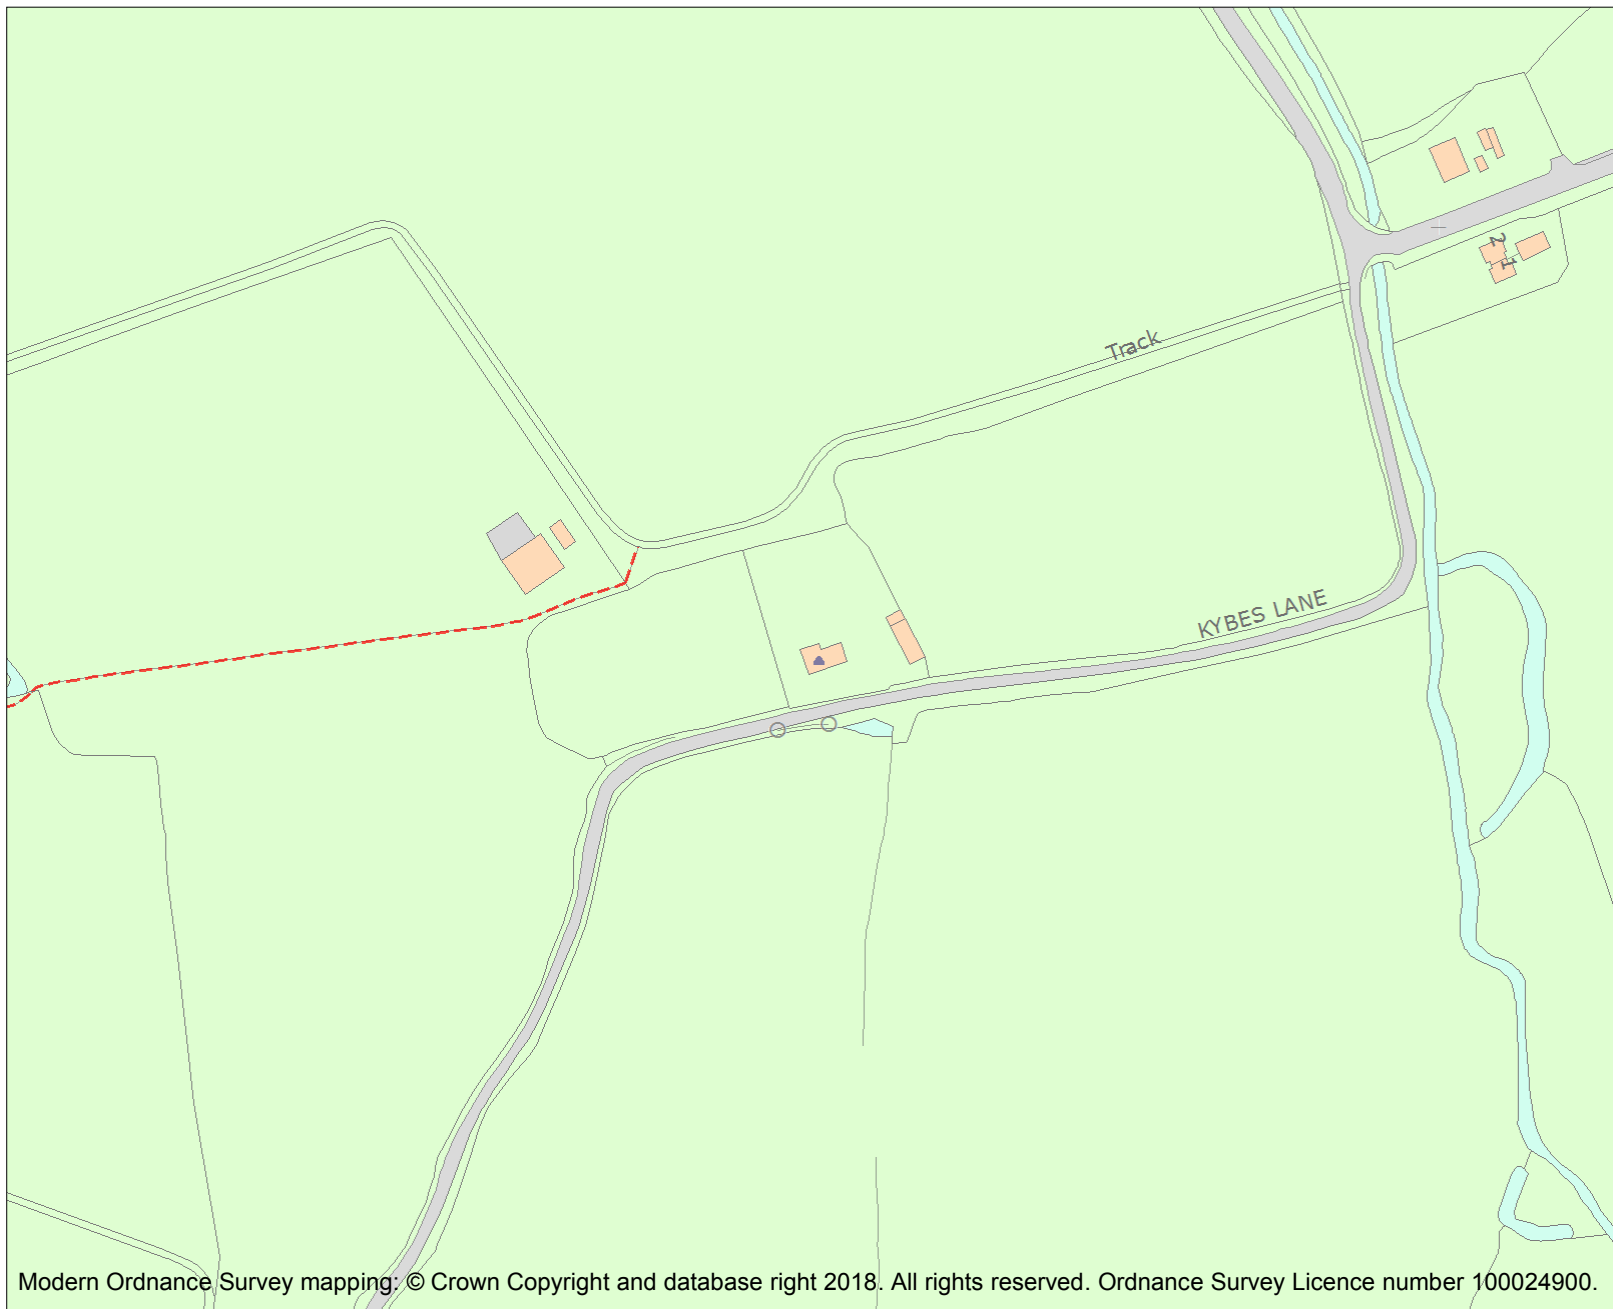 2
1
Track
KYBES LANE
Modern Ordnance Survey mapping: © Crown Copyright and database right 2018. All rights reserved. Ordnance Survey Licence number 100024900.